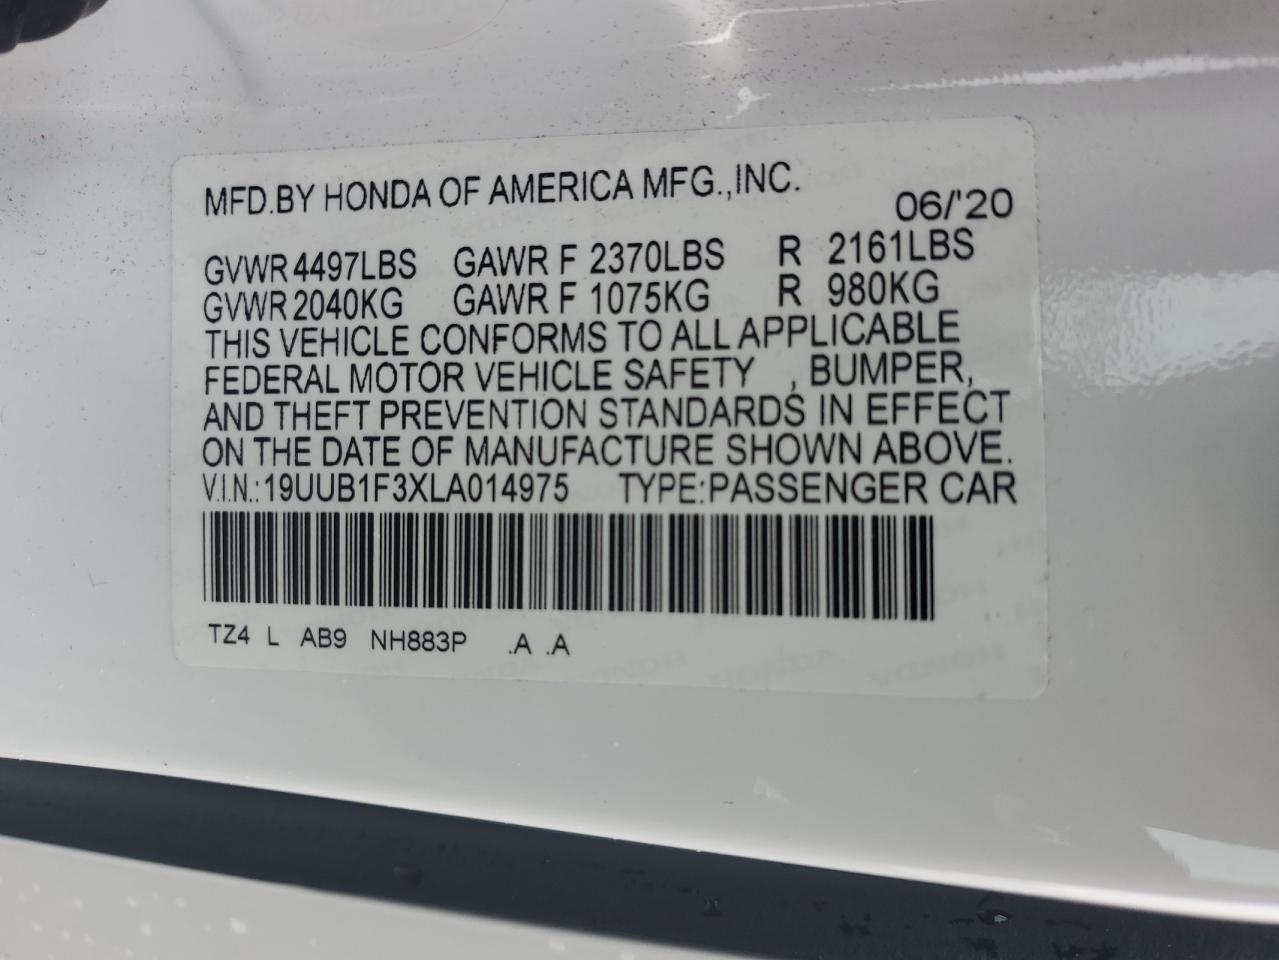 MFD.BY HONDA OF AMERICA MFG.,INC.
06/'20
GVWR 4497LBS GAWR F 2370LBS R 2161LBS
GVWR 2040KG GAWR F 1075KG R 980KG
THIS VEHICLE CONFORMS TO ALL APPLICABLE
FEDERAL MOTOR VEHICLE SAFETY , BUMPER,
AND THEFT PREVENTION STANDARDS IN EFFECT
ON THE DATE OF MANUFACTURE SHOWN ABOVE.
V.I.N.:19UUB1F3XLA014975 TYPE:PASSENGER CAR
TZ4 L AB9 NH883P .A .A